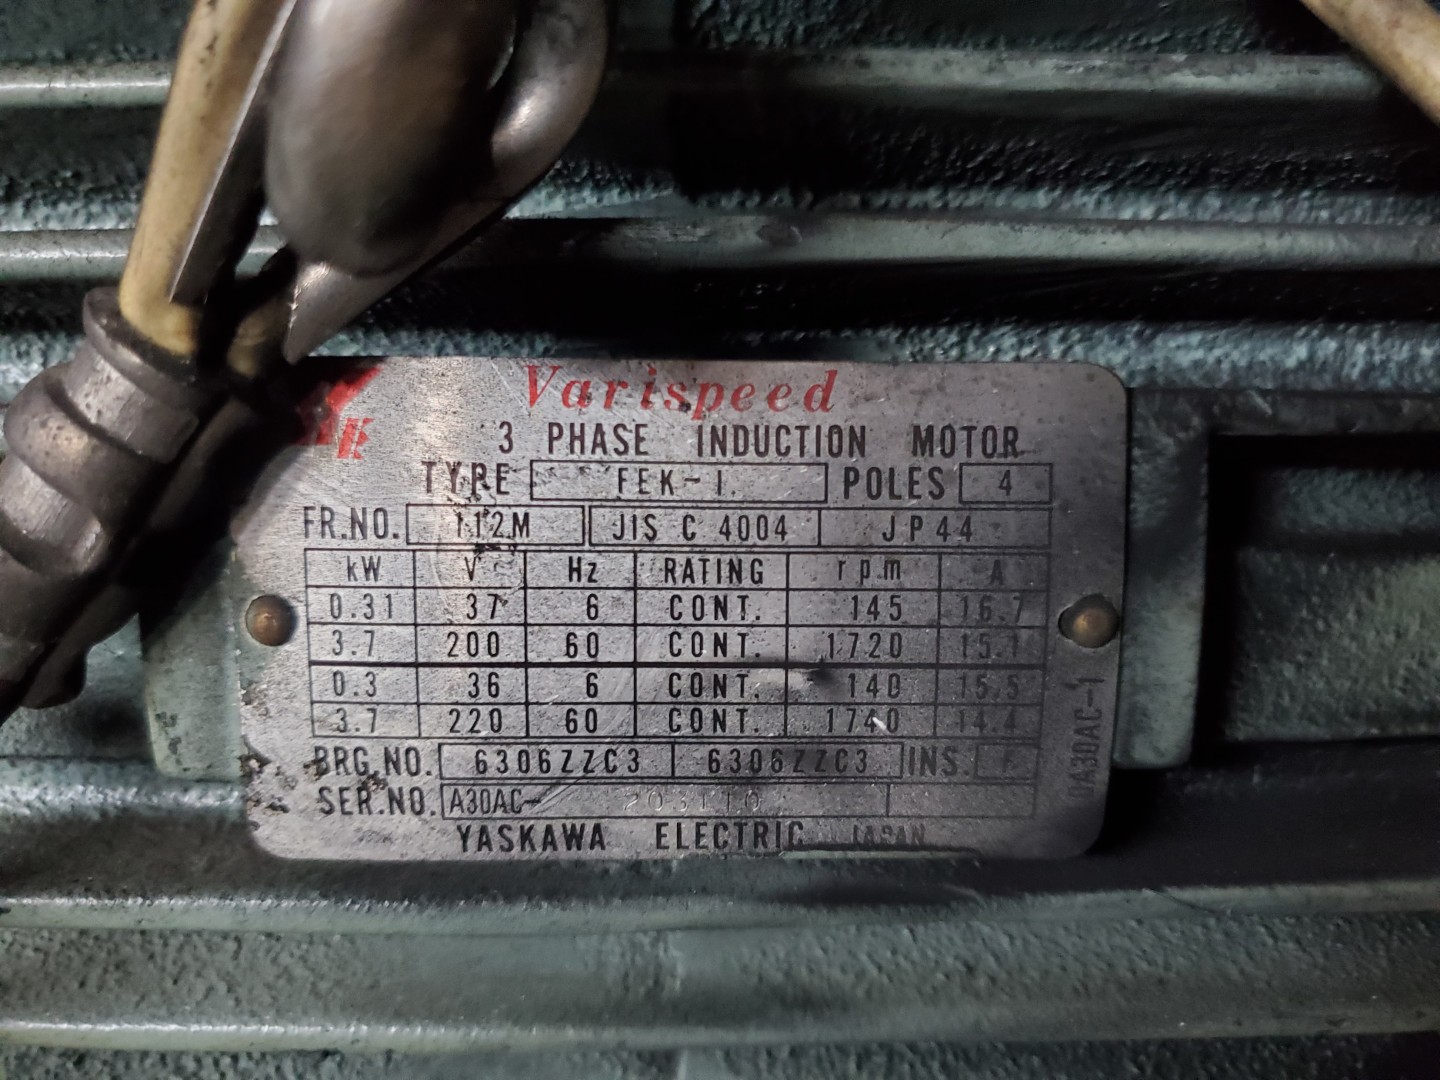 Varispeed
3 PHASE INDUCTION MOTOR
TYPE FEK-I POLES 4
FR.NO. 112M JIS C 4004 JP44
kW V Hz RATING rpm A
0.31 37 6 CONT. 145 16.7
3.7 200 60 CONT. 1720 15.1
0.3 36 6 CONT. 140 15.5
3.7 220 60 CONT. 1740 14.4
BRG.NO. 6306ZZC3 6306ZZC3 INS. F
SER.NO. A30AC-
YASKAWA ELECTRIC JAPAN
DA30AC-1